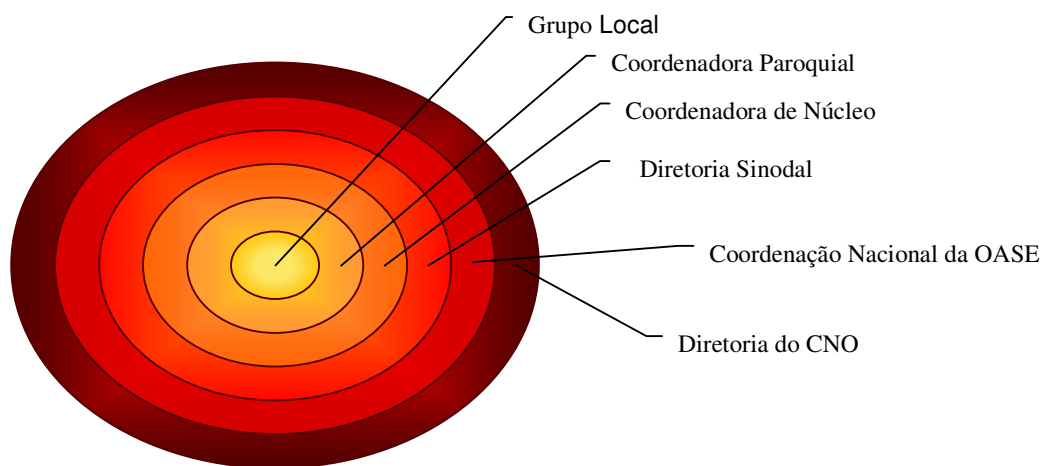 Grupo Local
Coordenadora Paroquial
Coordenadora de Núcleo
Diretoria Sinodal
Coordenação Nacional da OASE
Diretoria do CNO